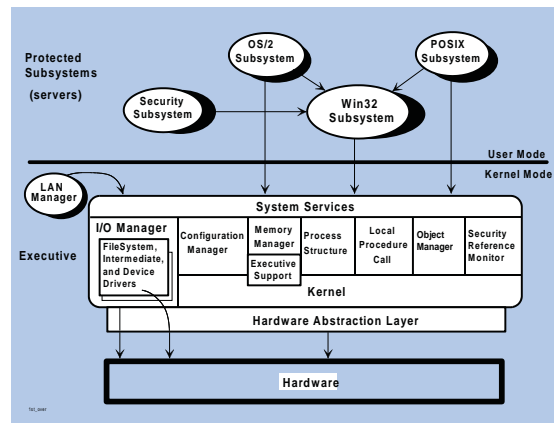 OS/2
Subsystem
POSIX
Subsystem
Protected
Subsystems
(servers)
Security
Subsystem
Win32
Subsystem
User Mode
Kernel Mode
LAN
Manager
System Services
Executive
I/O Manager
FileSystem,
Intermediate,
and Device
Drivers
Configuration
Manager
Memory
Manager
Executive
Support
Process
Structure
Local
Procedure
Call
Object
Manager
Security
Reference
Monitor
Kernel
Hardware Abstraction Layer
Hardware